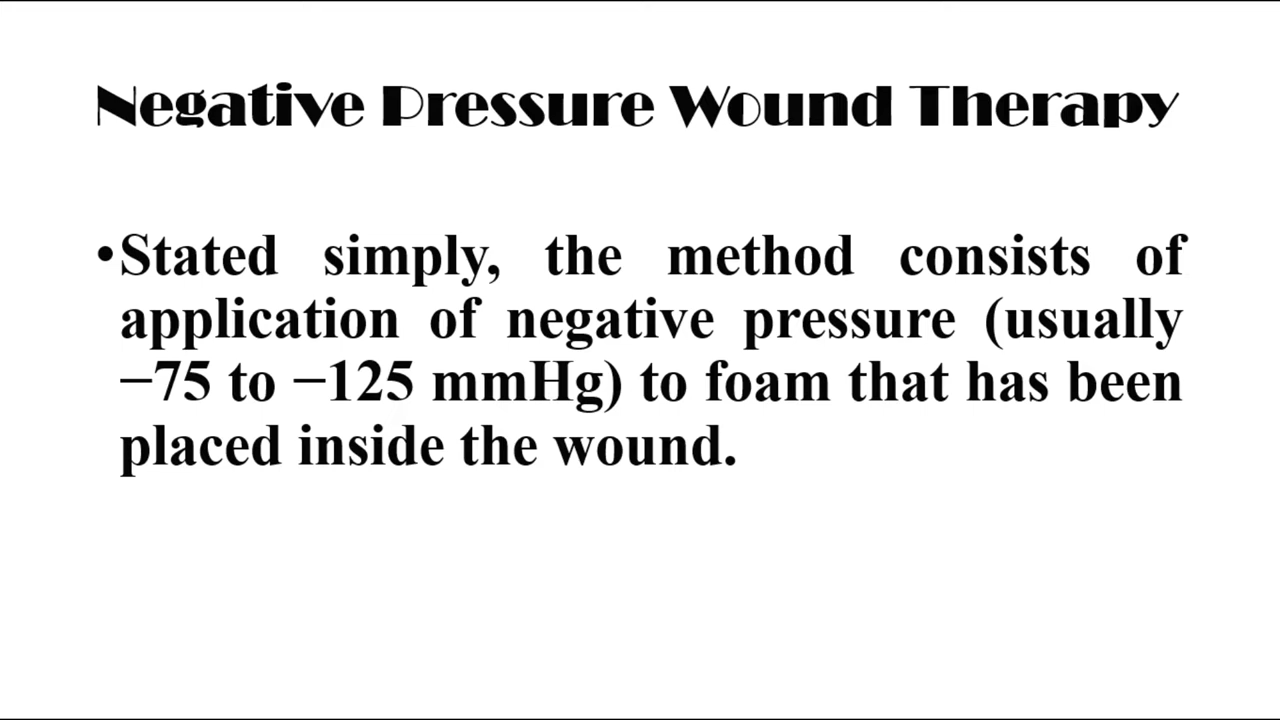 Negative Pressure Wound Therapy
•Stated simply, the method consists of
application of negative pressure (usually
−75 to −125 mmHg) to foam that has been
placed inside the wound.